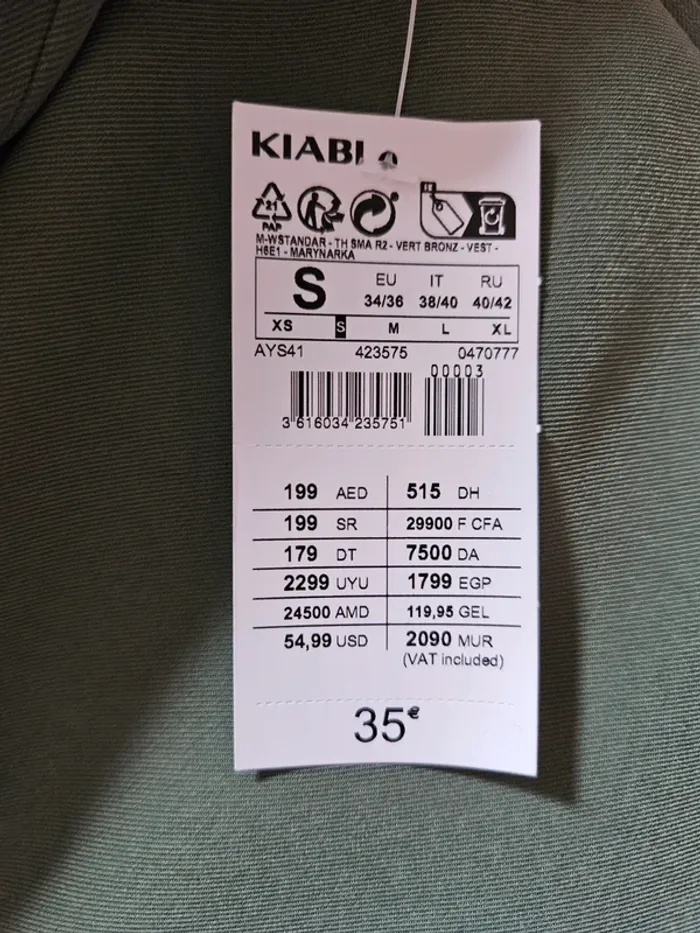 KIABI
21
PAP
FR
M-WSTANDAR - TH SMA R2 - VERT BRONZ - VEST -
H6E1 - MARYNARKA
S EU IT RU
34/36 38/40 40/42
XS S M L XL
AYS41 423575 0470777
00003
3 616034 235751
199 AED 515 DH
199 SR 29900 F CFA
179 DT 7500 DA
2299 UYU 1799 EGP
24500 AMD 119,95 GEL
54,99 USD 2090 MUR
(VAT included)
35€